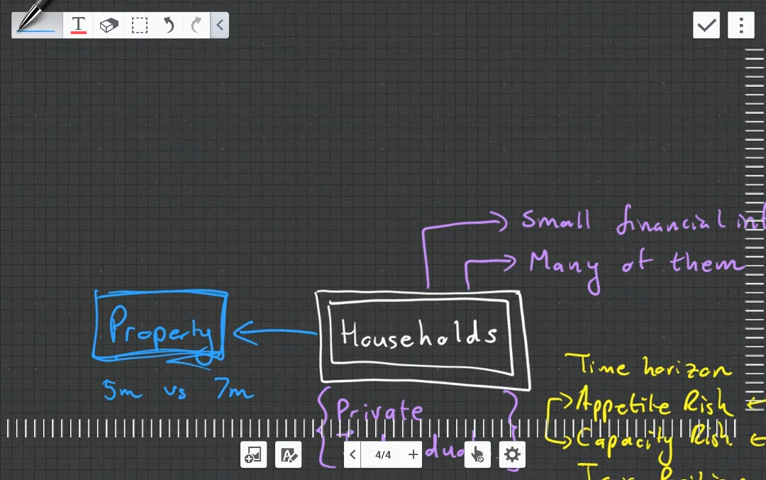 T
Small financial
Many of them
Property
Households
5m vs 7m
Time horizon
Private
Appetite Risk
Capacity Risk
4/4